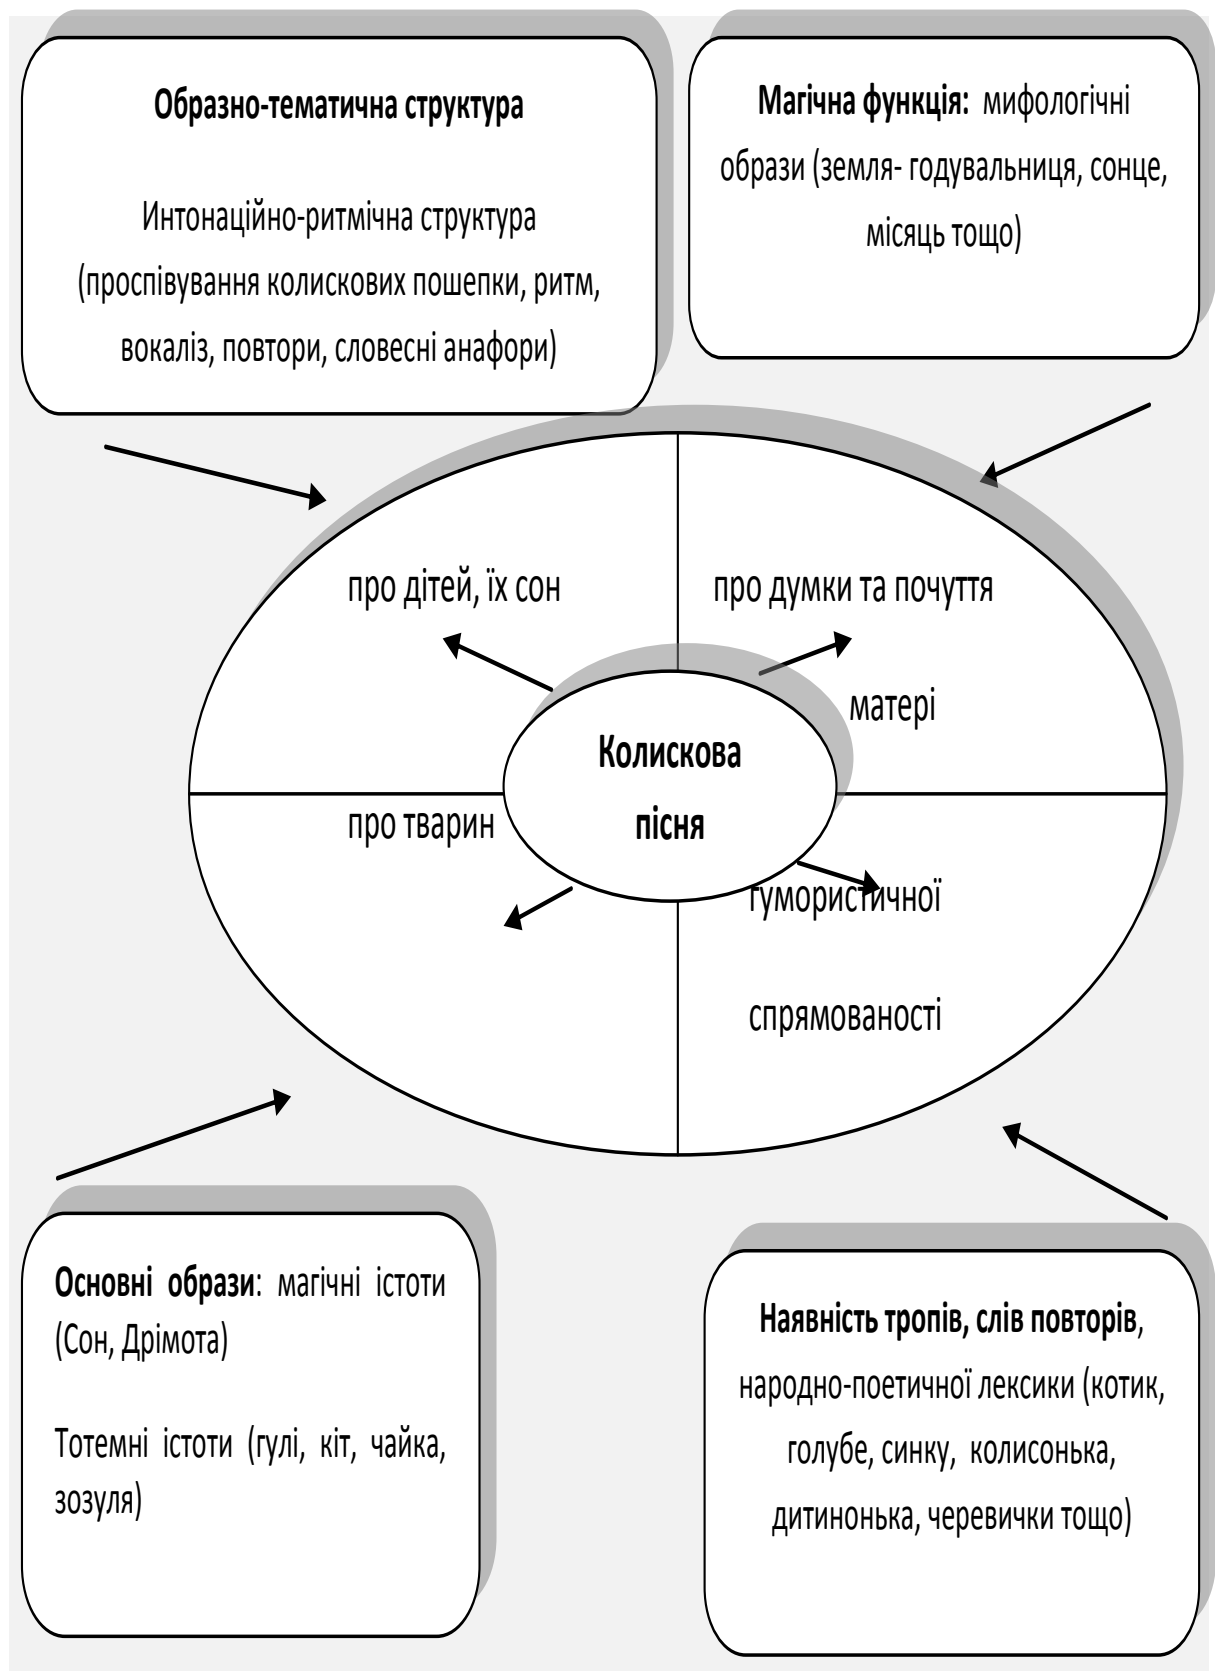 Образно-тематична структура
Интонаційно-ритмічна структура
(проспівування колискових пошепки, ритм,
вокаліз, повтори, словесні анафори)
Магічна функція: мифологічні
образи (земля- годувальниця, сонце,
місяць тощо)
про дітей, їх сон
про думки та почуття
матері
Колискова
пісня
про тварин
гумористичної
спрямованості
Основні образи: магічні істоти
(Сон, Дрімота)
Тотемні істоти (гулі, кіт, чайка,
зозуля)
Наявність тропів, слів повторів,
народно-поетичної лексики (котик,
голубе, синку, колисонька,
дитинонька, черевички тощо)